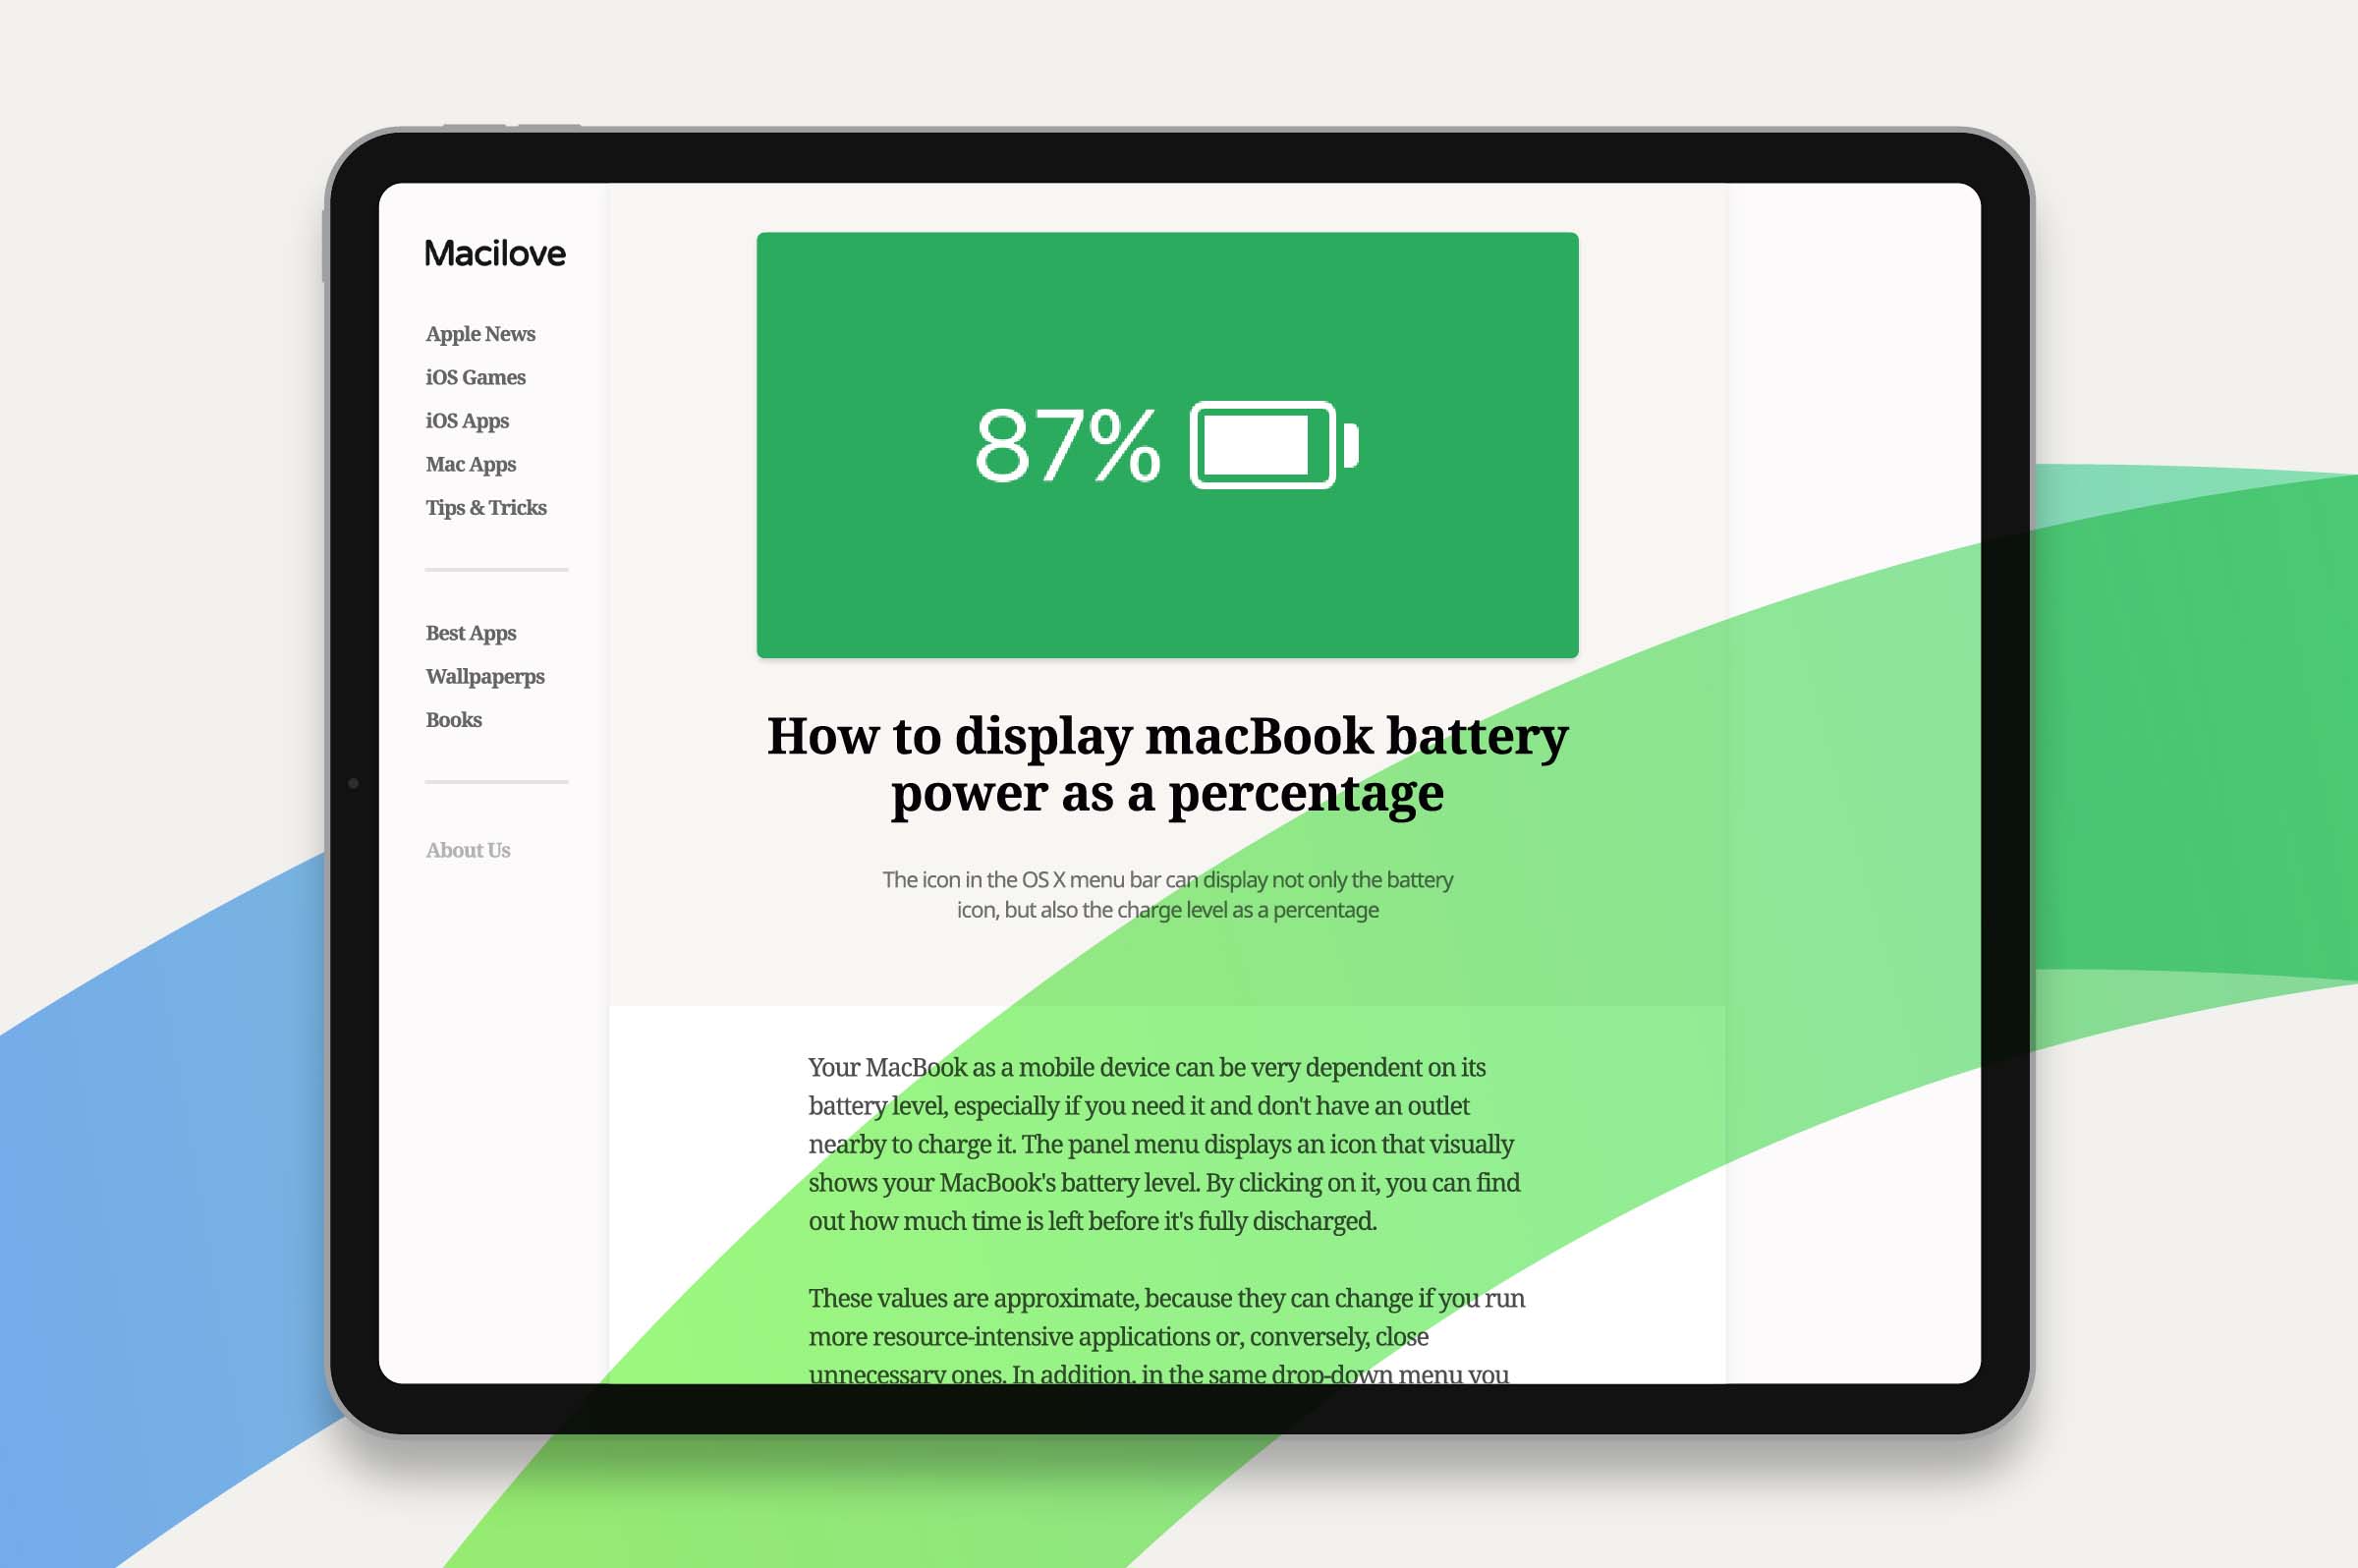 Macilove
Apple News
iOS Games
iOS Apps
Mac Apps
Tips & Tricks
Best Apps
Wallpaperps
Books
About Us
87%
How to display macBook battery
power as a percentage
The icon in the OS X menu bar can display not only the battery
icon, but also the charge level as a percentage
Your MacBook as a mobile device can be very dependent on its
battery level, especially if you need it and don't have an outlet
nearby to charge it. The panel menu displays an icon that visually
shows your MacBook's battery level. By clicking on it, you can find
out how much time is left before it's fully discharged.
These values are approximate, because they can change if you run
more resource-intensive applications or, conversely, close
unnecessary ones. In addition, in the same drop-down menu you